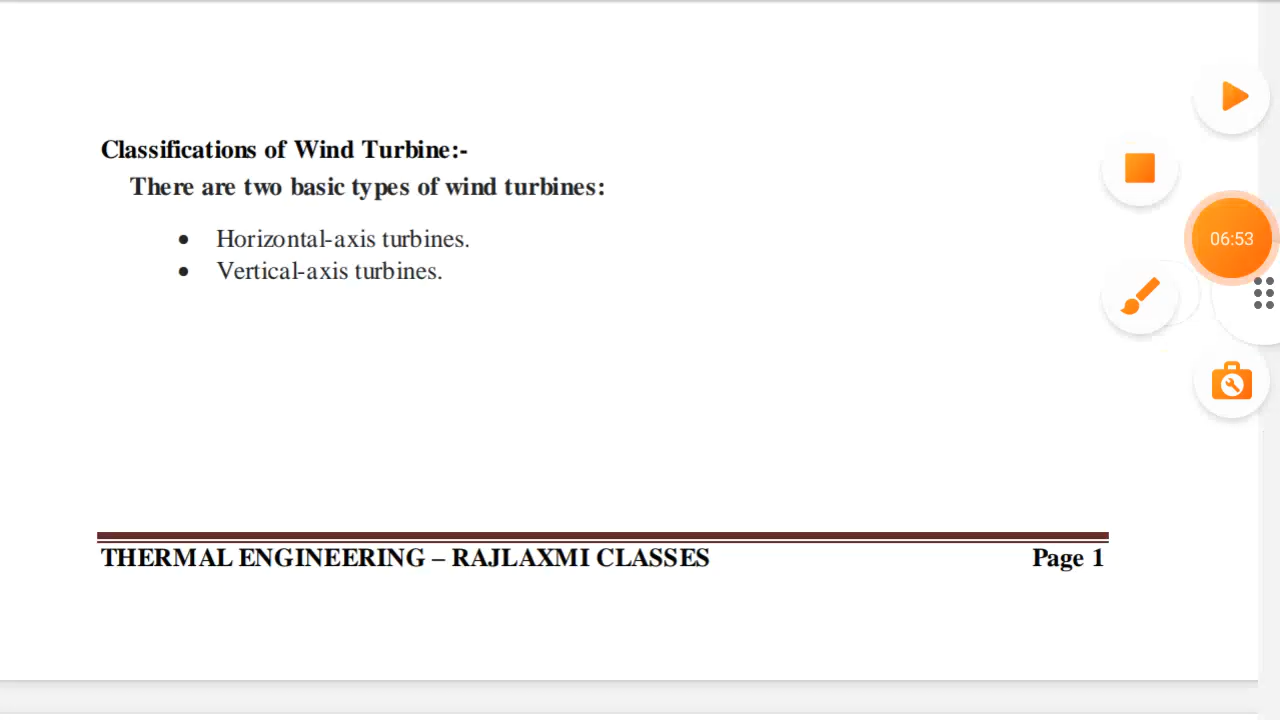 Classifications of Wind Turbine:-
There are two basic types of wind turbines:
• Horizontal-axis turbines.
• Vertical-axis turbines.
06:53
THERMAL ENGINEERING – RAJLAXMI CLASSES Page 1